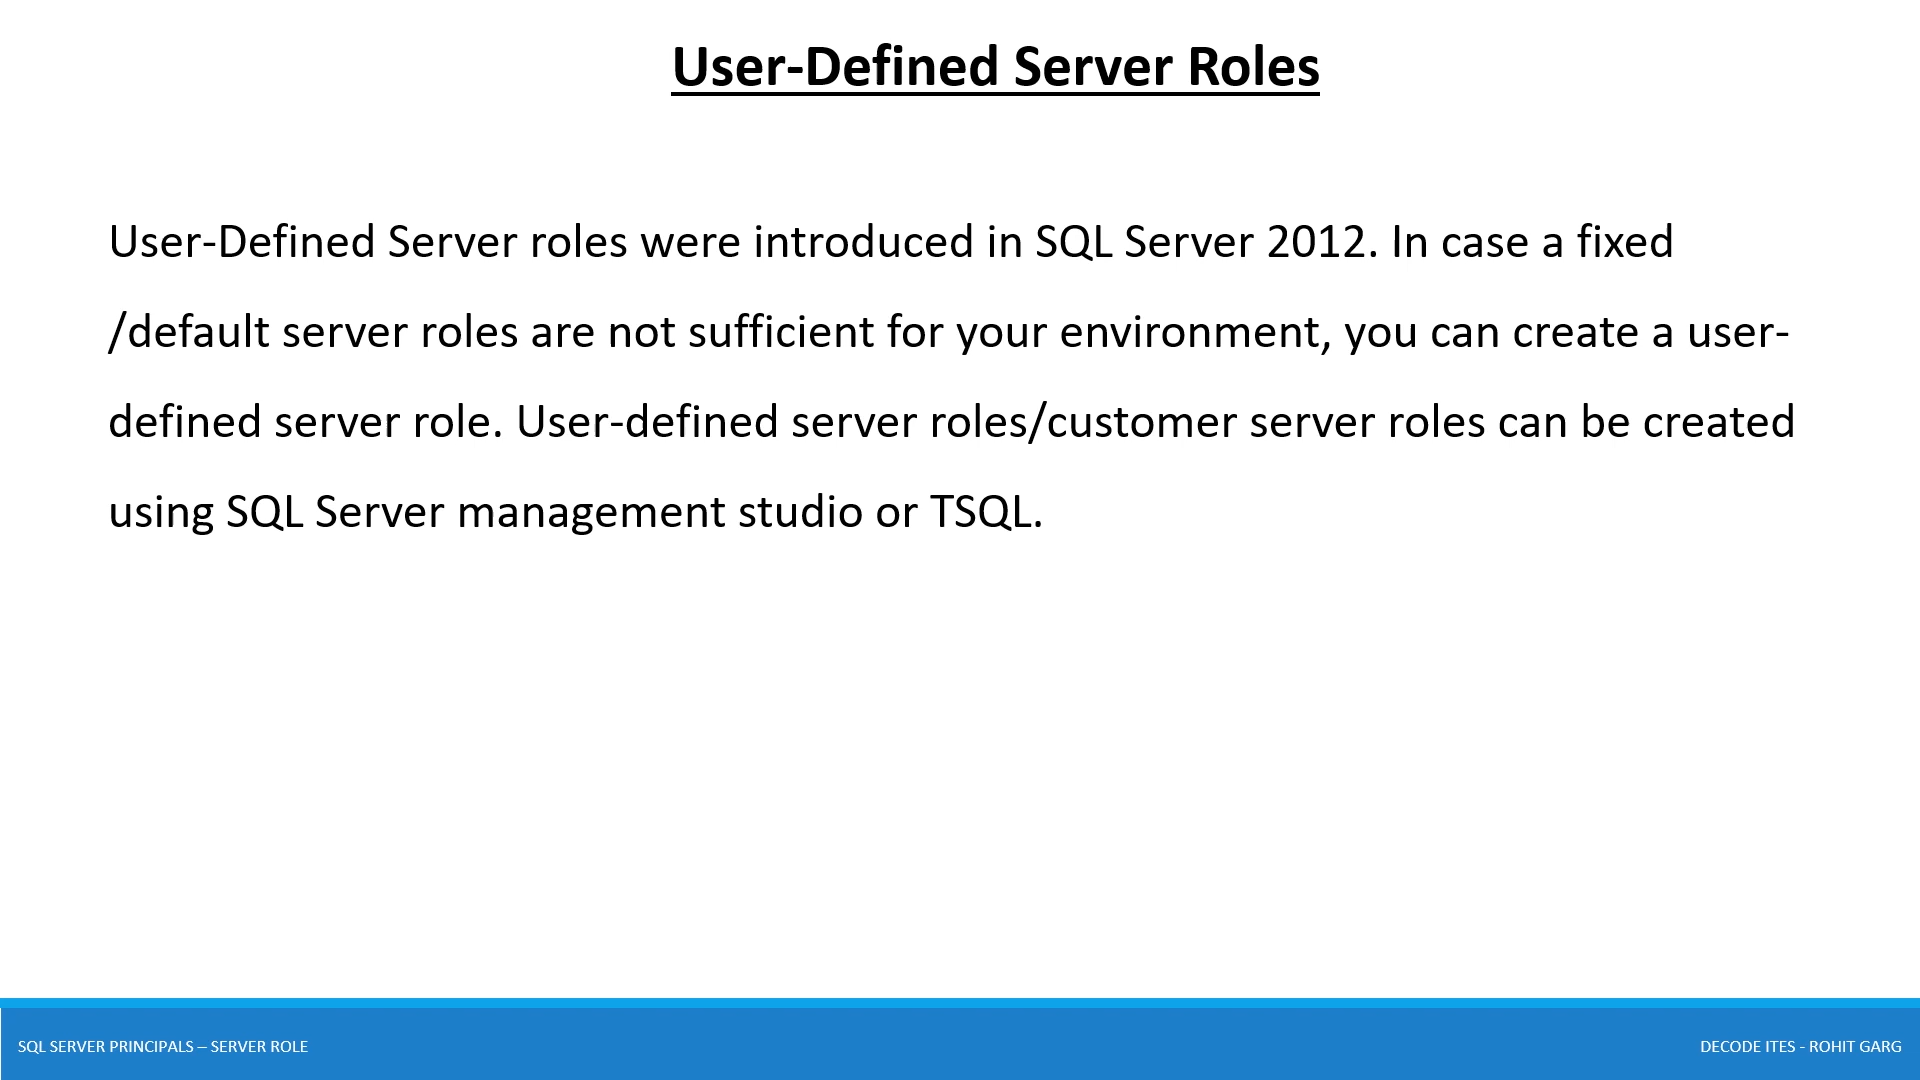 User-Defined Server Roles
User-Defined Server roles were introduced in SQL Server 2012. In case a fixed
/default server roles are not sufficient for your environment, you can create a user-
defined server role. User-defined server roles/customer server roles can be created
using SQL Server management studio or TSQL.
SQL SERVER PRINCIPALS – SERVER ROLE
DECODE ITES - ROHIT GARG